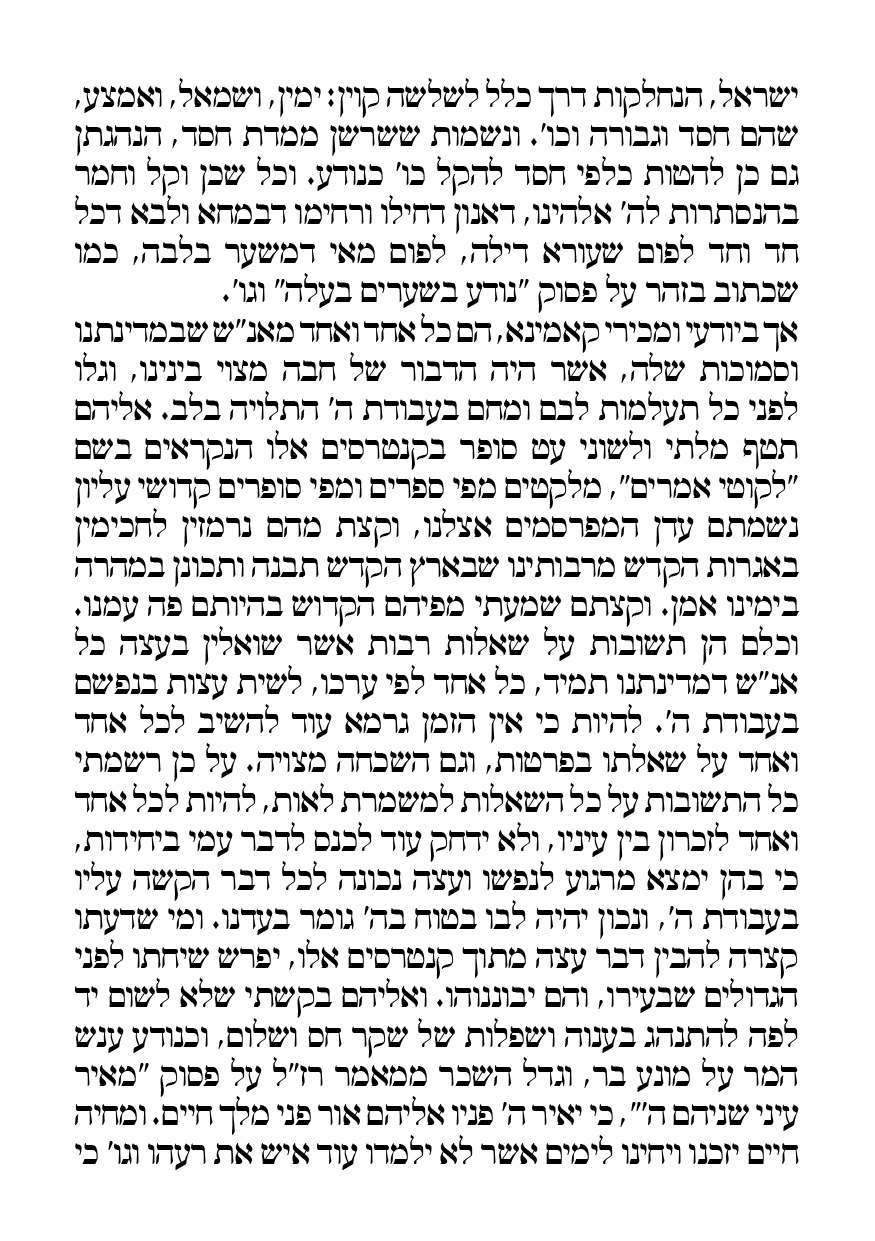 ישראל, הנחלקות דרך כלל לשלשה קוין: ימין, ושמאל, ואמצע,
שהם חסד וגבורה וכו'. ונשמות ששרשן ממדת חסד, הנהגתן
גם כן להטות כלפי חסד להקל כו' כנודע. וכל שכן וקל וחמר
בהנסתרות לה' אלהינו, דאנון דחילו ורחימו דבמחא ולבא דכל
חד וחד לפום שעורא דילה, לפום מאי דמשער בלבה, כמו
שכתוב בזהר על פסוק "נודע בשערים בעלה" וגו'.
אך ביודעי ומכירי קאמינא, הם כל אחד ואחד מאנ"ש שבמדינתנו
וסמוכות שלה, אשר היה הדבור של חבה מצוי בינינו, וגלו
לפני כל תעלמות לבם ומחם בעבודת ה' התלויה בלב. אליהם
תטף מלתי ולשוני עט סופר בקנטרסים אלו הנקראים בשם
"לקוטי אמרים", מלקטים מפי ספרים ומפי סופרים קדושי עליון
נשמתם עדן המפרסמים אצלנו, וקצת מהם נרמזין לחכימין
באגרות הקדש מרבותינו שבארץ הקדש תבנה ותכונן במהרה
בימינו אמן. וקצתם שמעתי מפיהם הקדוש בהיותם פה עמנו.
וכלם הן תשובות על שאלות רבות אשר שואלין בעצה כל
אנ"ש דמדינתנו תמיד, כל אחד לפי ערכו, לשית עצות בנפשם
בעבודת ה'. להיות כי אין הזמן גרמא עוד להשיב לכל אחד
ואחד על שאלתו בפרטות, וגם השכחה מצויה. על כן רשמתי
כל התשובות על כל השאלות למשמרת לאות, להיות לכל אחד
ואחד לזכרון בין עיניו, ולא ידחק עוד לכנס לדבר עמי ביחידות,
כי בהן ימצא מרגוע לנפשו ועצה נכונה לכל דבר הקשה עליו
בעבודת ה', ונכון יהיה לבו בטוח בה' גומר בעדנו. ומי שדעתו
קצרה להבין דבר עצה מתוך קנטרסים אלו, יפרש שיחתו לפני
הגדולים שבעירו, והם יבוננוהו. ואליהם בקשתי שלא לשום יד
לפה להתנהג בענוה ושפלות של שקר חס ושלום, וכנודע ענש
המר על מונע בר, וגדל השכר ממאמר רז"ל על פסוק "מאיר
עיני שניהם ה'", כי יאיר ה' פניו אליהם אור פני מלך חיים. ומחיה
חיים יזכנו ויחינו לימים אשר לא ילמדו עוד איש את רעהו וגו' כי